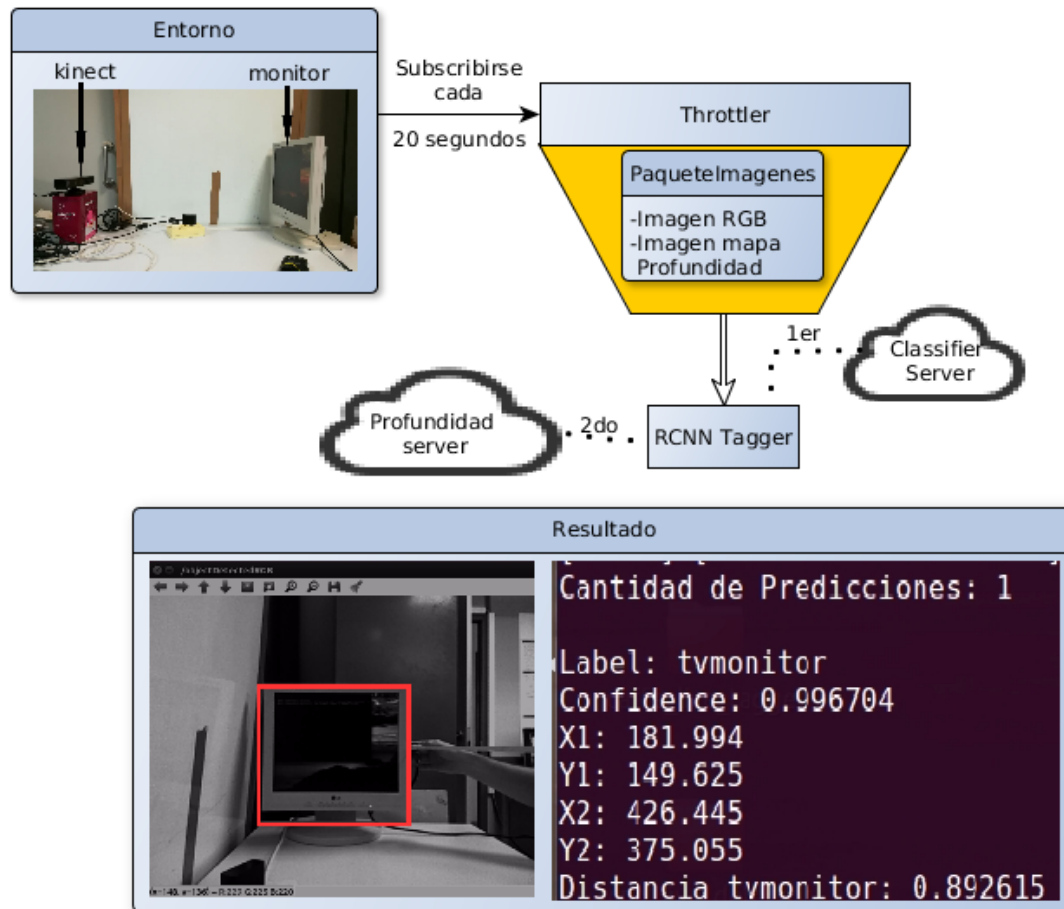 Entorno
kinect
monitor
Subscribirse
cada
20 segundos
Throttler
PaqueteImagenes
-Imagen RGB
-Imagen mapa
Profundidad
1er
Classifier
Server
Profundidad
server
2do
RCNN Tagger
Resultado
/objectDetectedRGB
Cantidad de Predicciones: 1
Label: tvmonitor
Confidence: 0.996704
X1: 181.994
Y1: 149.625
X2: 426.445
Y2: 375.055
Distancia tvmonitor: 0.892615